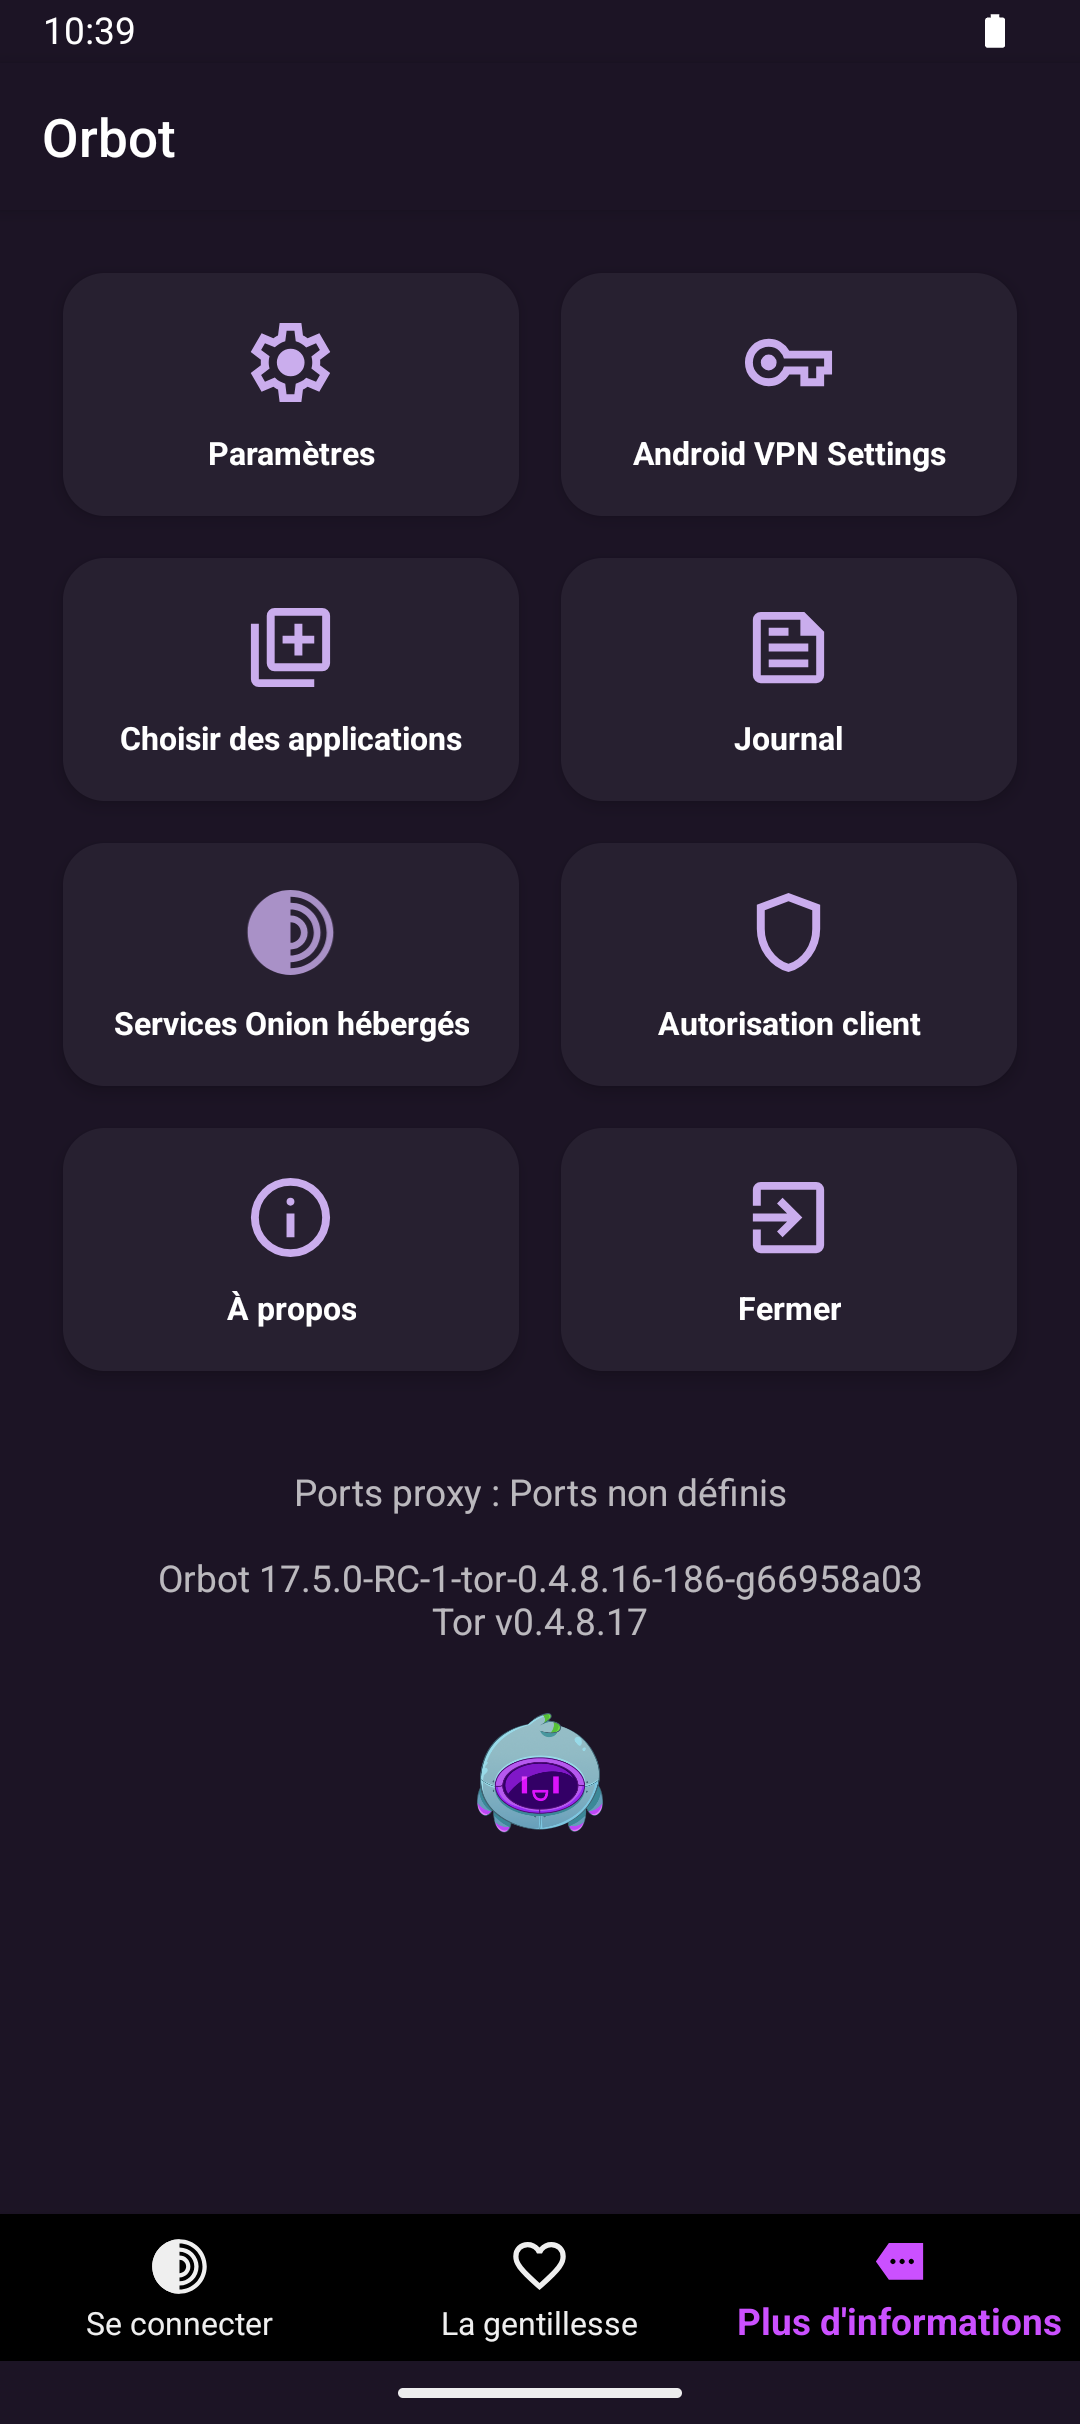 10:39
Orbot
Paramètres
Android VPN Settings
Choisir des applications
Journal
Services Onion hébergés
Autorisation client
À propos
Fermer
Ports proxy : Ports non définis
Orbot 17.5.0-RC-1-tor-0.4.8.16-186-g66958a03
Tor v0.4.8.17
Se connecter
La gentillesse
Plus d'informations